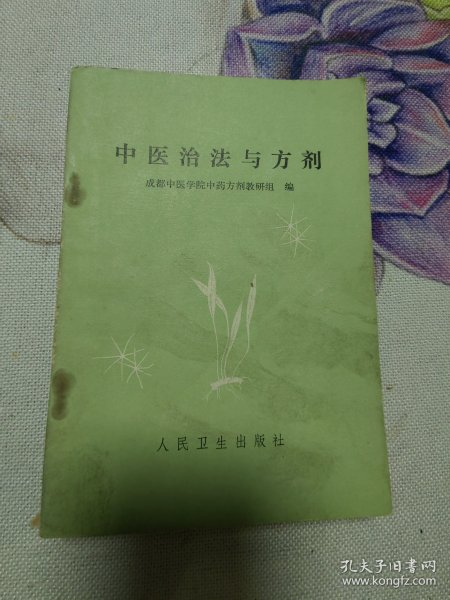 中医治法与方剂
成都中医学院中药方剂教研组 编
人民卫生出版社
孔夫子旧书网
www.kongfz.com